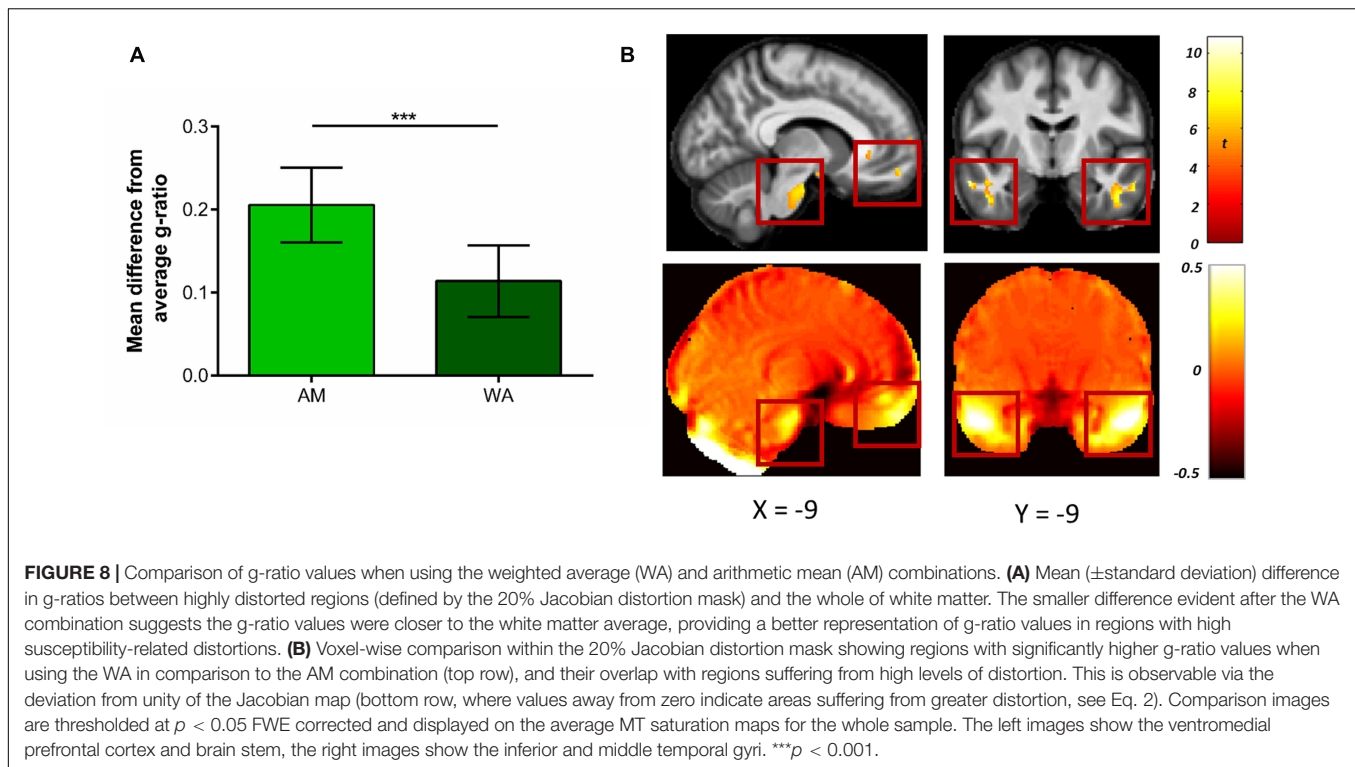 A
B
***
Mean difference from
average g-ratio
0.3
0.2
0.1
0.0
AM
WA
10
8
6
t
4
2
0
0.5
0
-0.5
X = -9
Y = -9
FIGURE 8 | Comparison of g-ratio values when using the weighted average (WA) and arithmetic mean (AM) combinations. (A) Mean (±standard deviation) difference
in g-ratios between highly distorted regions (defined by the 20% Jacobian distortion mask) and the whole of white matter. The smaller difference evident after the WA
combination suggests the g-ratio values were closer to the white matter average, providing a better representation of g-ratio values in regions with high
susceptibility-related distortions. (B) Voxel-wise comparison within the 20% Jacobian distortion mask showing regions with significantly higher g-ratio values when
using the WA in comparison to the AM combination (top row), and their overlap with regions suffering from high levels of distortion. This is observable via the
deviation from unity of the Jacobian map (bottom row, where values away from zero indicate areas suffering from greater distortion, see Eq. 2). Comparison images
are thresholded at p < 0.05 FWE corrected and displayed on the average MT saturation maps for the whole sample. The left images show the ventromedial
prefrontal cortex and brain stem, the right images show the inferior and middle temporal gyri. ***p < 0.001.